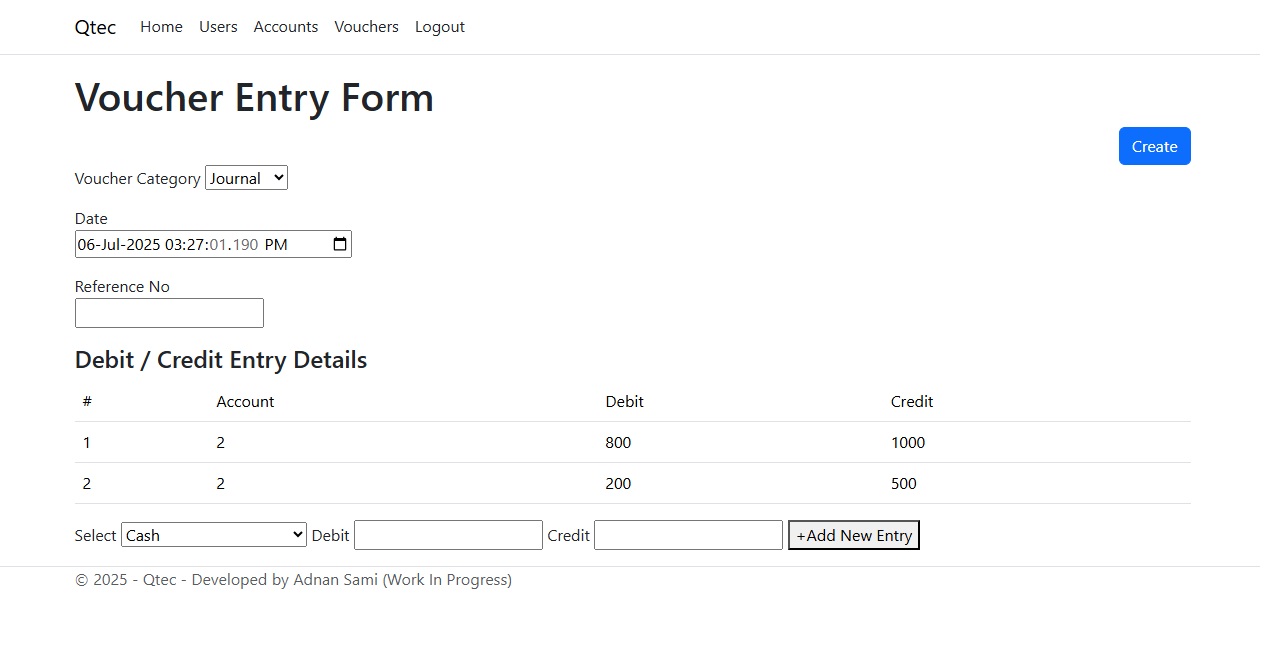 Qtec Home Users Accounts Vouchers Logout
Voucher Entry Form
Create
Voucher Category Journal
Date
06-Jul-2025 03:27:01.190 PM
Reference No
Debit / Credit Entry Details
# Account Debit Credit
1 2 800 1000
2 2 200 500
Select Cash Debit Credit +Add New Entry
© 2025 - Qtec - Developed by Adnan Sami (Work In Progress)